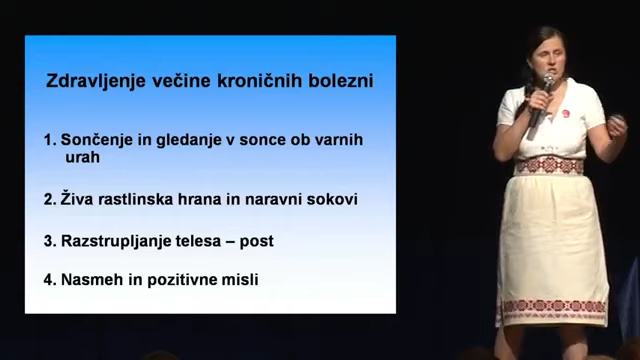 Zdravljenje večine kroničnih bolezni
1. Sončenje in gledanje v sonce ob varnih
urah
2. Živa rastlinska hrana in naravni sokovi
3. Razstrupljanje telesa – post
4. Nasmeh in pozitivne misli